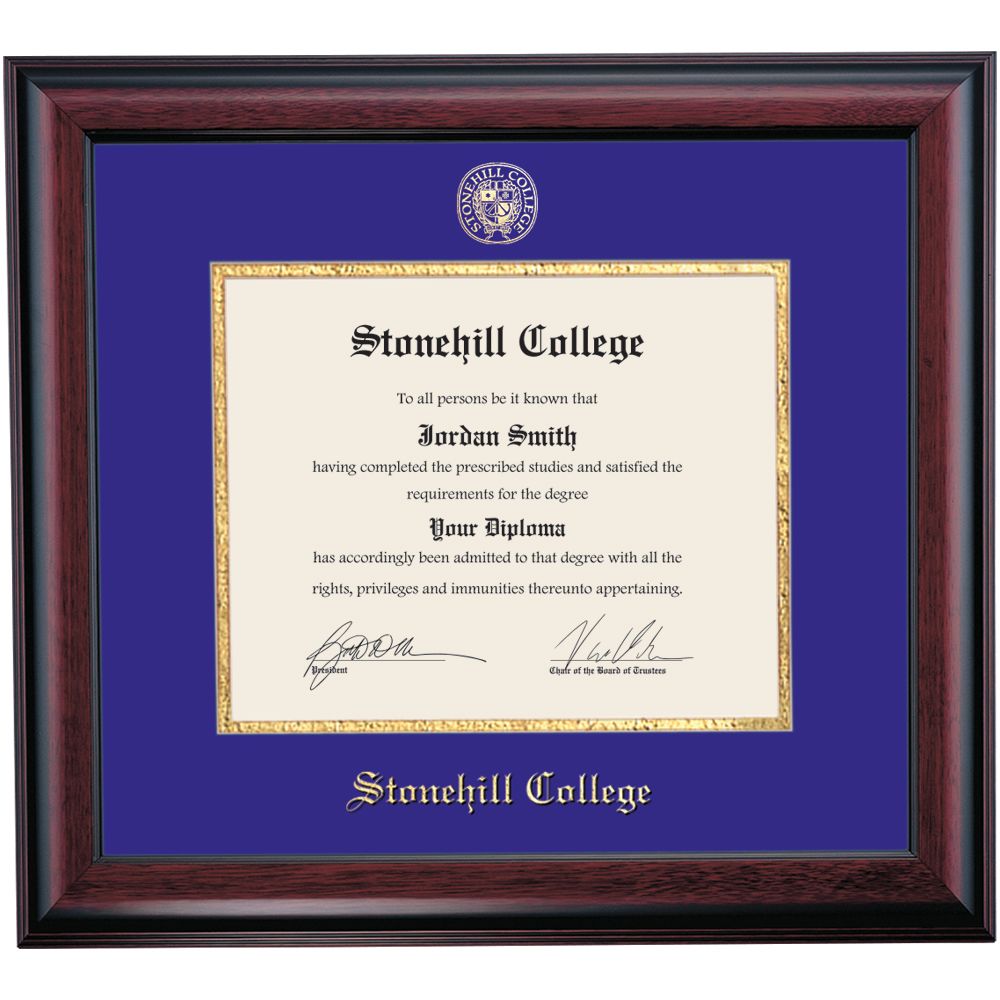 STONEHILL COLLEGE
Stonehill College
To all persons be it known that
Jordan Smith
having completed the prescribed studies and satisfied the
requirements for the degree
Your Diploma
has accordingly been admitted to that degree with all the
rights, privileges and immunities thereunto appertaining.
President
Chair of the Board of Trustees
Stonehill College